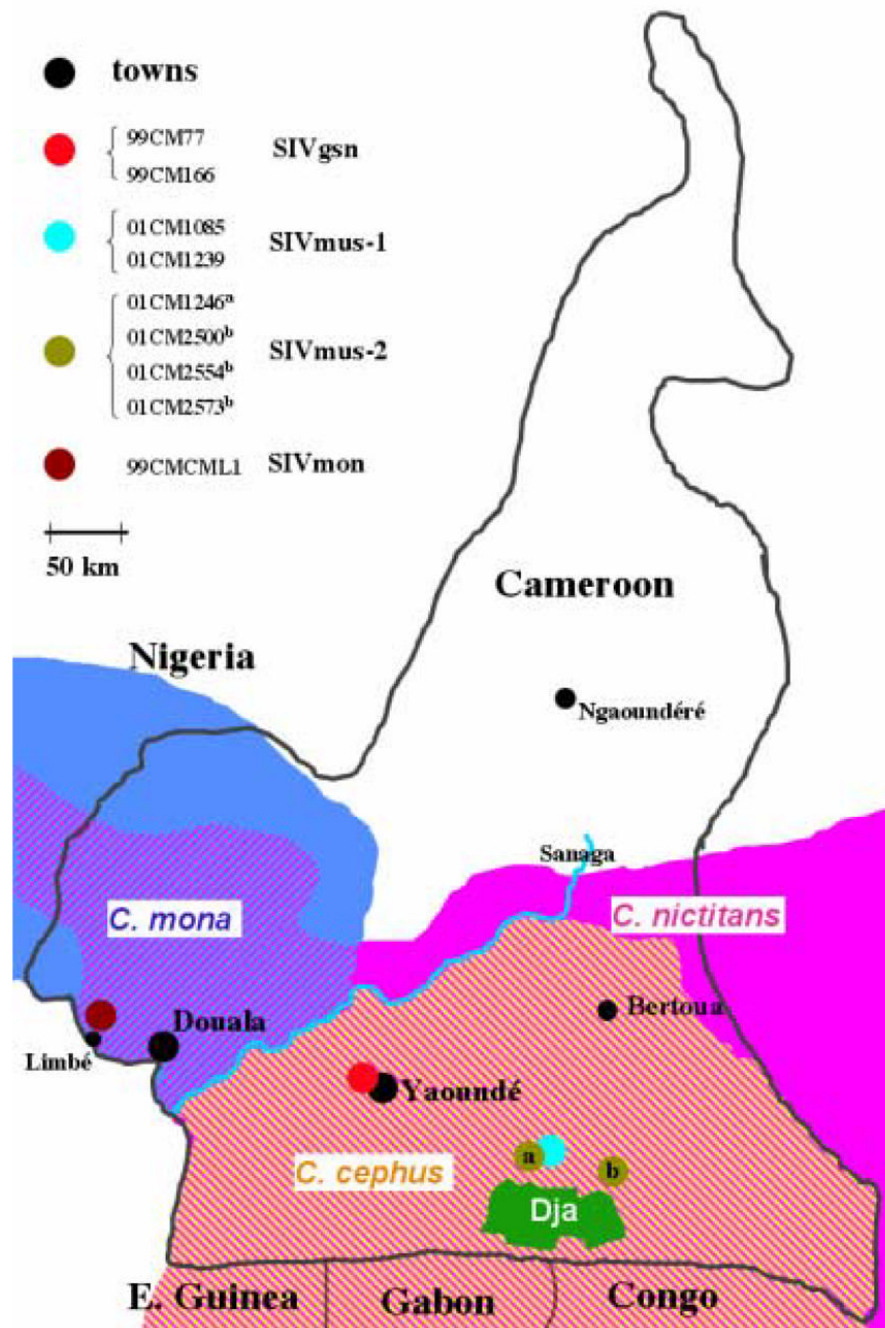 towns
99CM77
99CM166
SIVgsn
01CM1085
01CM1239
SIVmus-1
01CM1246ᵃ
01CM2500ᵇ
01CM2554ᵇ
01CM2573ᵇ
SIVmus-2
99CMCML1
SIVmon
50 km
Cameroon
Nigeria
Ngaoundéré
Sanaga
C. mona
C. nictitans
Bertoua
Douala
Limbé
Yaoundé
a
b
C. cephus
Dja
E. Guinea
Gabon
Congo